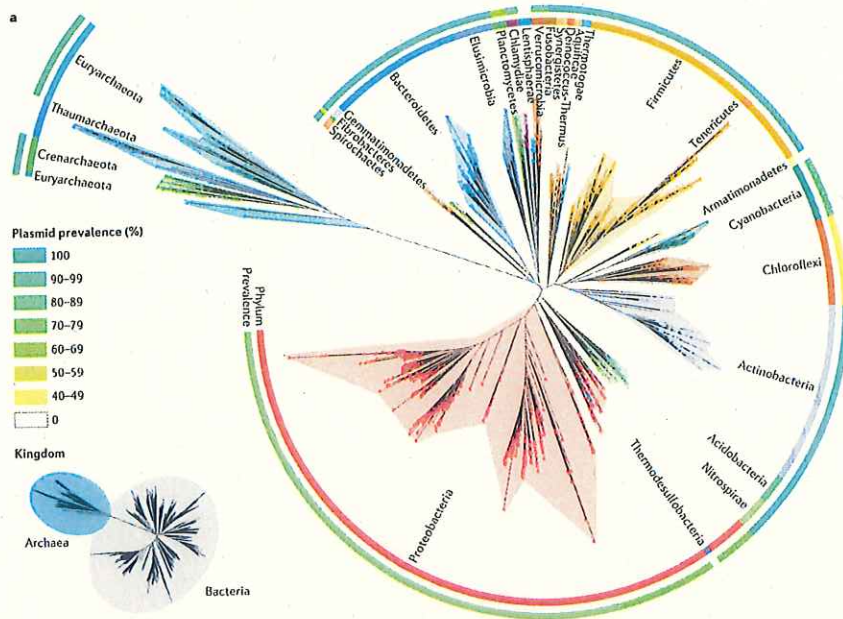 a
Euryarchaeota
Thaumarchaeota
Crenarchaeota
Euryarchaeota
Plasmid prevalence (%)
100
90–99
80–89
70–79
60–69
50–59
40–49
0
Kingdom
Archaea
Bacteria
Prevalence
Phylum
Spirochaetes
Fibrobacteres
Gemmatimonadetes
Bacteroidetes
Elusimicrobia
Planctomycetes
Chlamydiae
Lentisphaerae
Verrucomicrobia
Fusobacteria
Synergistetes
Deinococcus-Thermus
Aquificae
Thermotogae
Firmicutes
Tenericutes
Armatimonadetes
Cyanobacteria
Chloroflexi
Actinobacteria
Acidobacteria
Nitrospirae
Thermodesulfobacteria
Proteobacteria